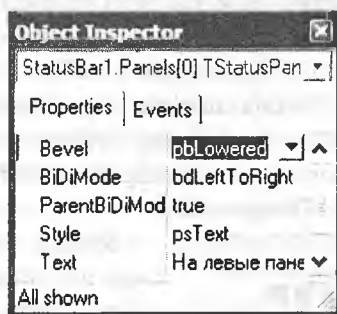 Object Inspector
StatusBar1.Panels[0] TStatusPan
Properties Events
Bevel pbLowered
BiDiMode bdLeftToRight
ParentBiDiMod true
Style psText
Text На левые пане
All shown